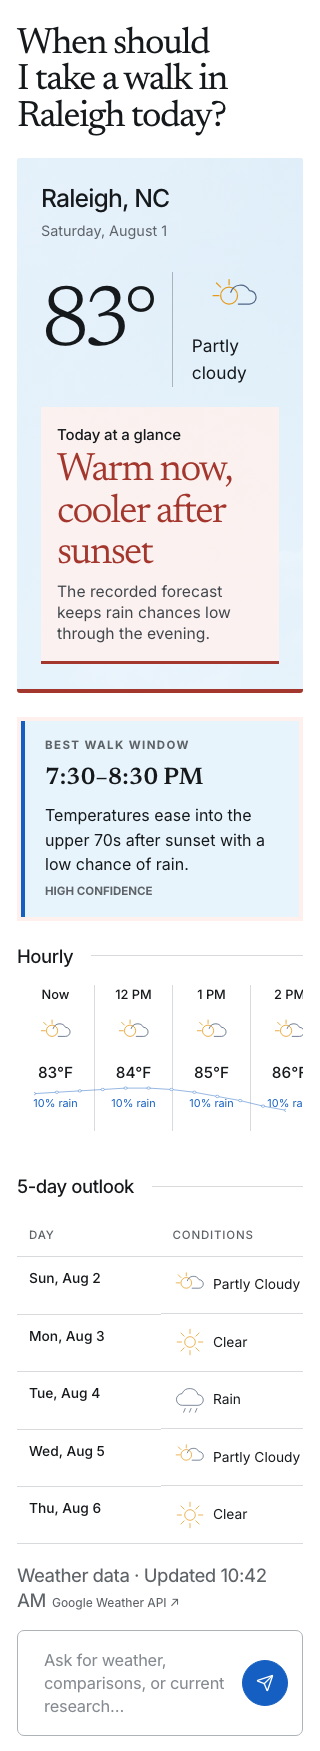 When should
I take a walk in
Raleigh today?
Raleigh, NC
Saturday, August 1
83°
Partly
cloudy
Today at a glance
Warm now,
cooler after
sunset
The recorded forecast
keeps rain chances low
through the evening.
BEST WALK WINDOW
7:30–8:30 PM
Temperatures ease into the
upper 70s after sunset with a
low chance of rain.
HIGH CONFIDENCE
Hourly
Now 12 PM 1 PM 2 PM
83°F 84°F 85°F 86°F
10% rain 10% rain 10% rain 10% ra
5-day outlook
DAY CONDITIONS
Sun, Aug 2 Partly Cloudy
Mon, Aug 3 Clear
Tue, Aug 4 Rain
Wed, Aug 5 Partly Cloudy
Thu, Aug 6 Clear
Weather data · Updated 10:42
AM Google Weather API ↗
Ask for weather,
comparisons, or current
research...